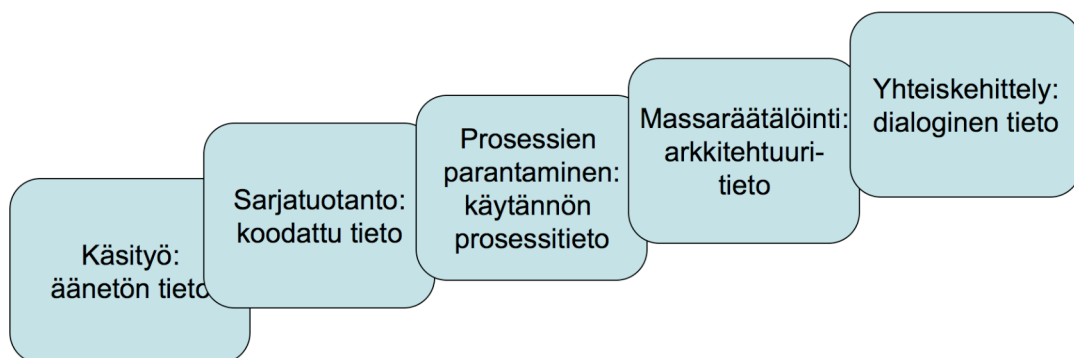 Käsityö:
äänetön tieto
Sarjatuotanto:
koodattu tieto
Prosessien
parantaminen:
käytännön
prosessitieto
Massaräätälöinti:
arkkitehtuuri-
tieto
Yhteiskehittely:
dialoginen tieto